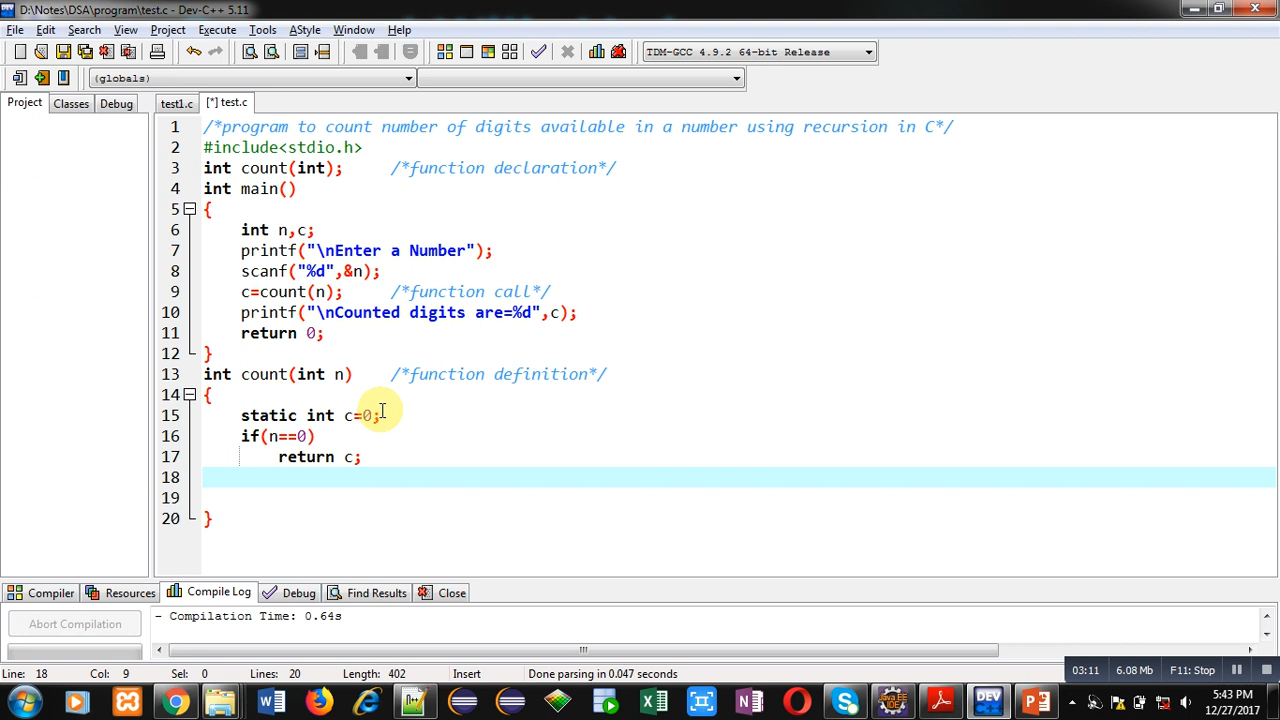 D:\Notes\DSA\program\test.c - Dev-C++ 5.11
File Edit Search View Project Execute Tools AStyle Window Help
TDM-GCC 4.9.2 64-bit Release
(globals)
Project Classes Debug test1.c [*] test.c
1 /*program to count number of digits available in a number using recursion in C*/
2 #include<stdio.h>
3 int count(int); /*function declaration*/
4 int main()
5 {
6 int n,c;
7 printf("\nEnter a Number");
8 scanf("%d",&n);
9 c=count(n); /*function call*/
10 printf("\nCounted digits are=%d",c);
11 return 0;
12 }
13 int count(int n) /*function definition*/
14 {
15 static int c=0;
16 if(n==0)
17 return c;
18
19
20 }
Compiler Resources Compile Log Debug Find Results Close
Abort Compilation
- Compilation Time: 0.64s
Line: 18 Col: 9 Sel: 0 Lines: 20 Length: 402 Insert Done parsing in 0.047 seconds
03:11 6.08 Mb F11: Stop
5:43 PM
12/27/2017